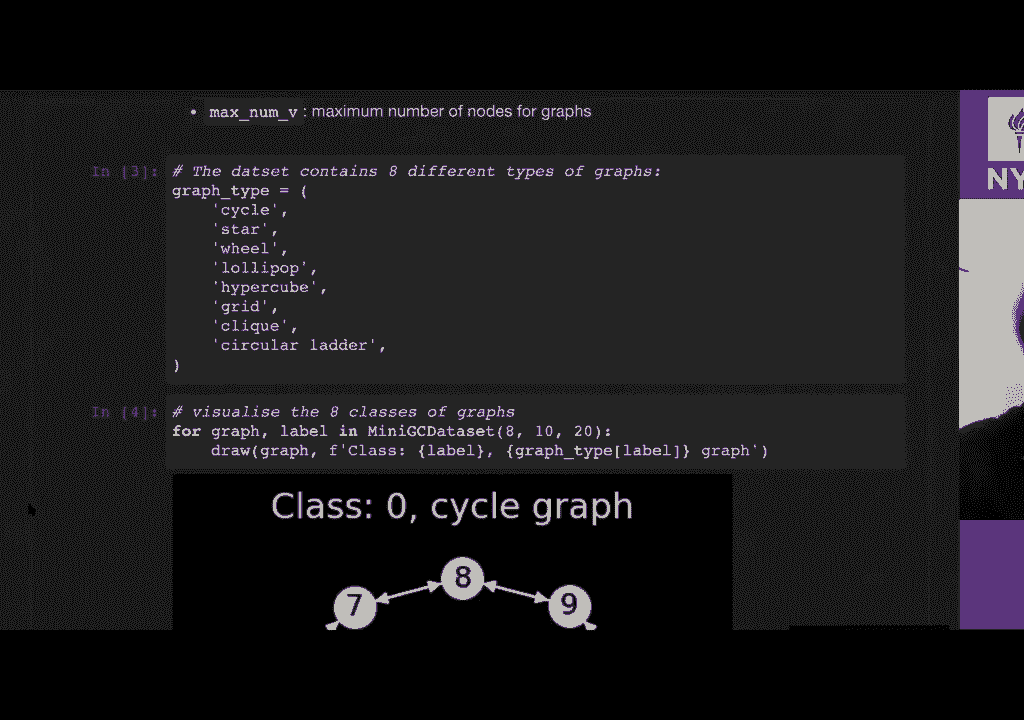 • max_num_v : maximum number of nodes for graphs
In [3]: # The datset contains 8 different types of graphs:
graph_type = (
    'cycle',
    'star',
    'wheel',
    'lollipop',
    'hypercube',
    'grid',
    'clique',
    'circular ladder',
)
In [4]: # visualise the 8 classes of graphs
for graph, label in MiniGCDataset(8, 10, 20):
    draw(graph, f'Class: {label}, {graph_type[label]} graph')
Class: 0, cycle graph
8
7
9
NY